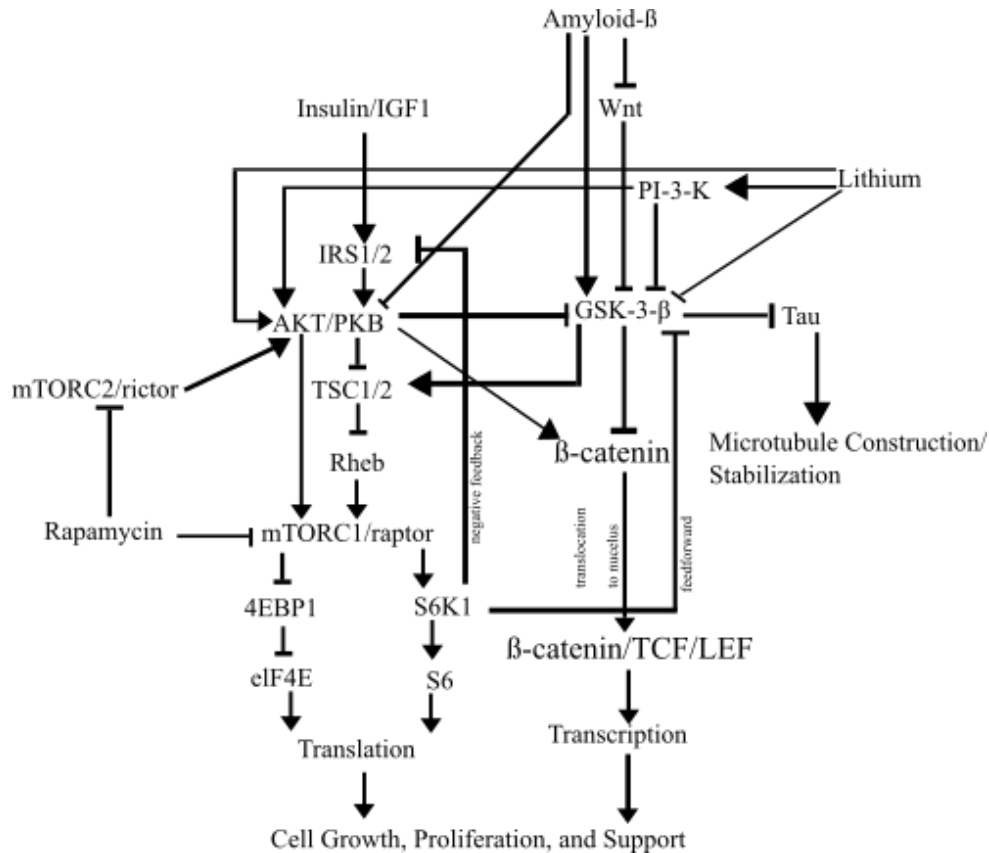 Amyloid-ß
Insulin/IGF1
Wnt
Lithium
PI-3-K
IRS1/2
AKT/PKB
GSK-3-β
Tau
mTORC2/rictor
TSC1/2
ß-catenin
Microtubule Construction/
Stabilization
Rheb
negative feedback
translocation
to nucelus
feedforward
Rapamycin
mTORC1/raptor
4EBP1
S6K1
ß-catenin/TCF/LEF
elF4E
S6
Translation
Transcription
Cell Growth, Proliferation, and Support